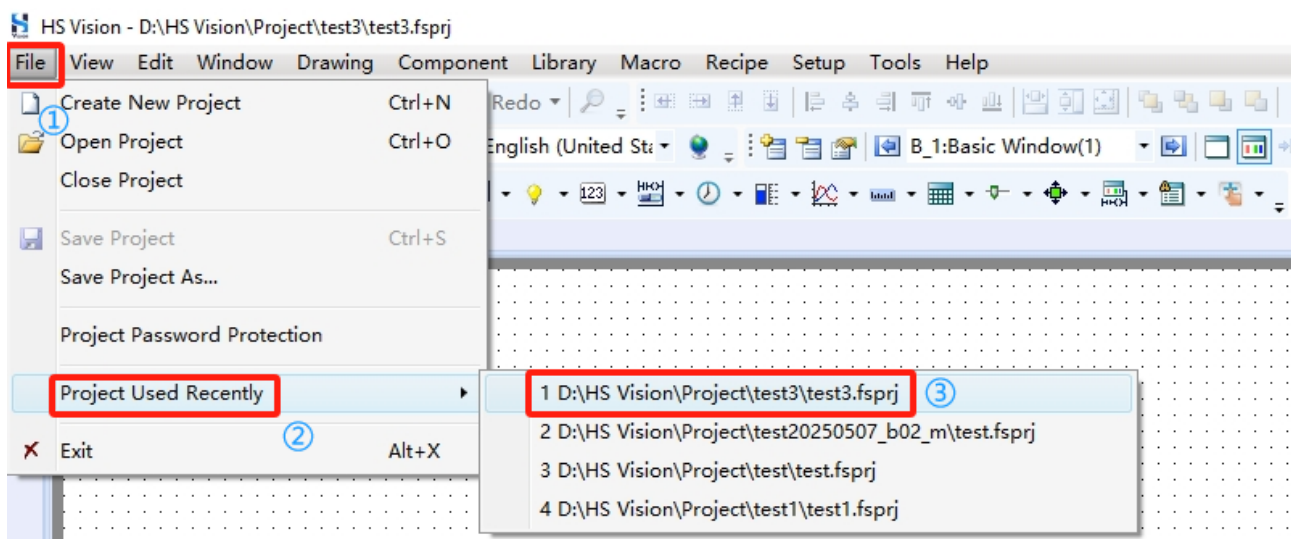 HS Vision - D:\HS Vision\Project\test3\test3.fsprj
File View Edit Window Drawing Component Library Macro Recipe Setup Tools Help
①
Create New Project Ctrl+N
Redo
Open Project Ctrl+O
English (United Sta
B_1:Basic Window(1)
Close Project
123
Save Project Ctrl+S
Save Project As...
Project Password Protection
Project Used Recently
②
1 D:\HS Vision\Project\test3\test3.fsprj ③
2 D:\HS Vision\Project\test20250507_b02_m\test.fsprj
3 D:\HS Vision\Project\test\test.fsprj
4 D:\HS Vision\Project\test1\test1.fsprj
Exit Alt+X